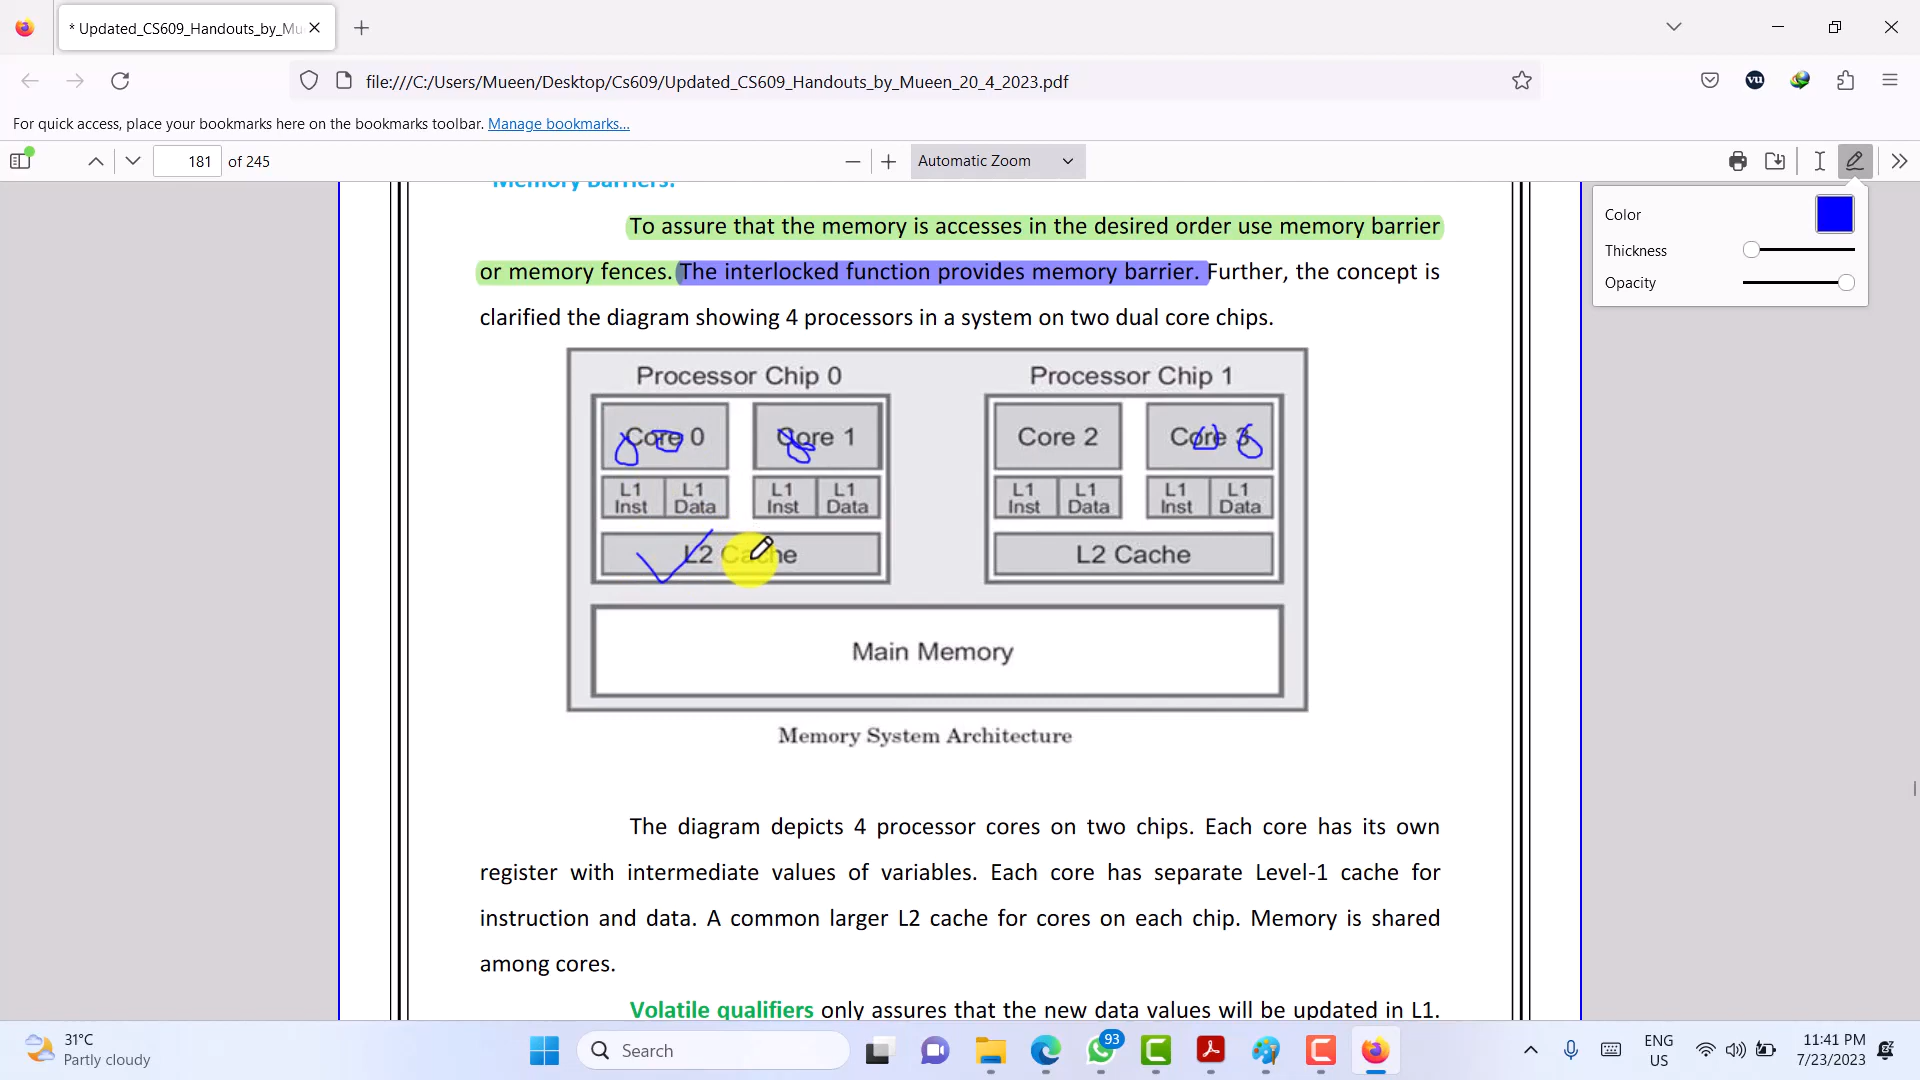 * Updated_CS609_Handouts_by_Mu
file:///C:/Users/Mueen/Desktop/Cs609/Updated_CS609_Handouts_by_Mueen_20_4_2023.pdf
vu
For quick access, place your bookmarks here on the bookmarks toolbar. Manage bookmarks...
181 of 245
Automatic Zoom
Color
Thickness
Opacity
Memory Barriers:
To assure that the memory is accesses in the desired order use memory barrier
or memory fences. The interlocked function provides memory barrier. Further, the concept is
clarified the diagram showing 4 processors in a system on two dual core chips.
Processor Chip 0 Processor Chip 1
Core 0 Core 1 Core 2 Core 3
L1 Inst L1 Data L1 Inst L1 Data L1 Inst L1 Data L1 Inst L1 Data
L2 Cache L2 Cache
Main Memory
Memory System Architecture
The diagram depicts 4 processor cores on two chips. Each core has its own
register with intermediate values of variables. Each core has separate Level-1 cache for
instruction and data. A common larger L2 cache for cores on each chip. Memory is shared
among cores.
Volatile qualifiers only assures that the new data values will be updated in L1.
31°C
Partly cloudy
Search
93
ENG
US
11:41 PM
7/23/2023